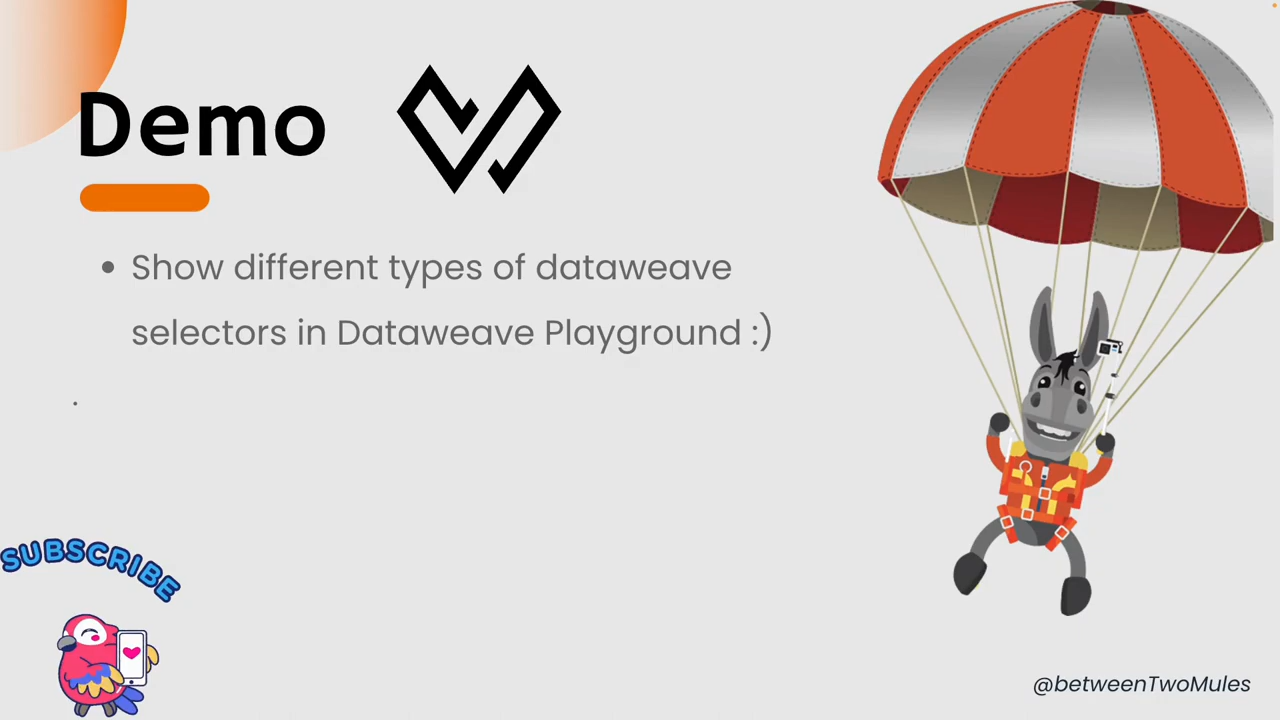 Demo
• Show different types of dataweave
selectors in Dataweave Playground :)
.
SUBSCRIBE
@betweenTwoMules